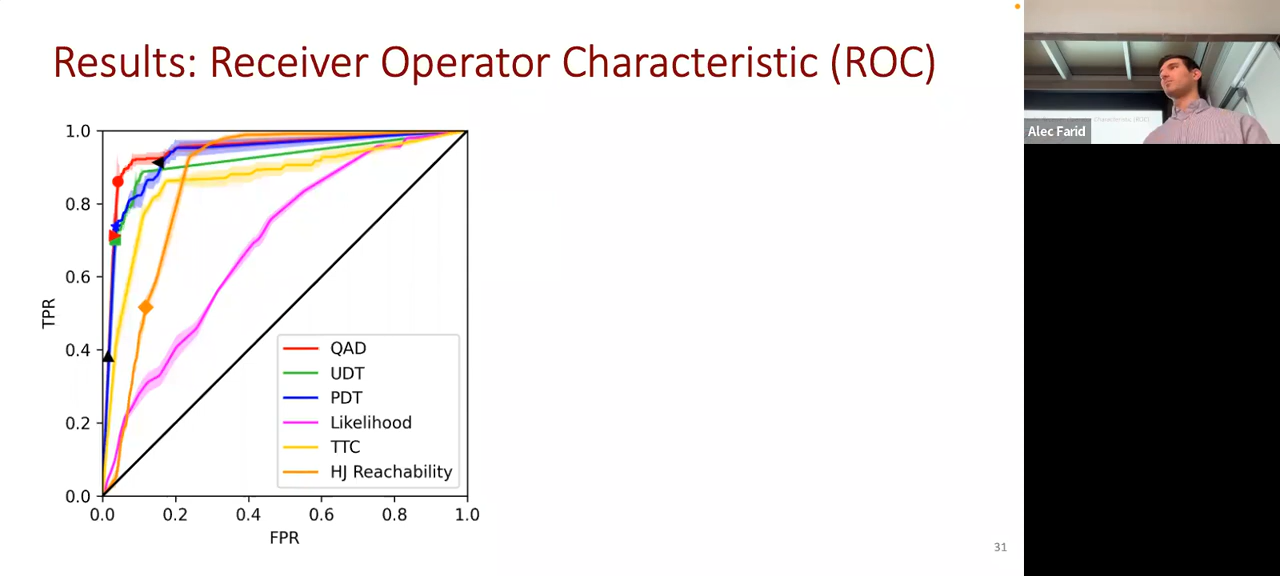 Results: Receiver Operator Characteristic (ROC)
Alec Farid
1.0
0.8
0.6
0.4
0.2
0.0
TPR
QAD
UDT
PDT
Likelihood
TTC
HJ Reachability
0.0 0.2 0.4 0.6 0.8 1.0
FPR
31